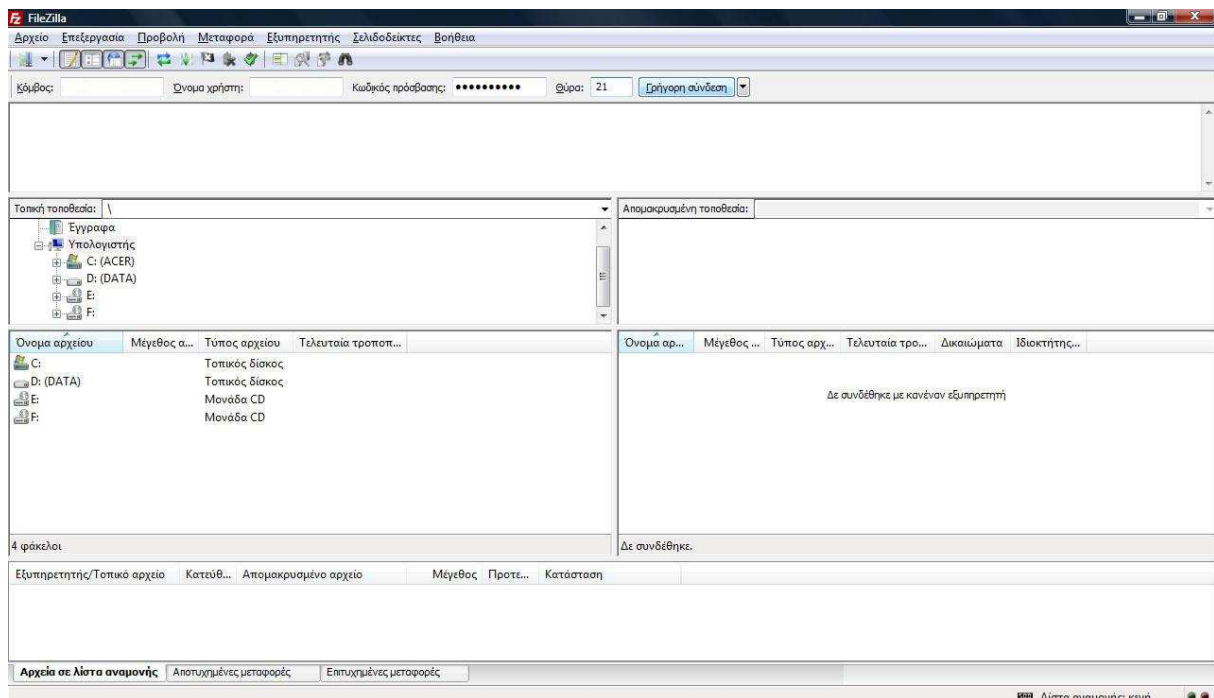 FileZilla
Αρχείο Επεξεργασία Προβολή Μεταφορά Εξυπηρετητής Σελιδοδείκτες Βοήθεια
Κόμβος: Όνομα χρήστη: Κωδικός πρόσβασης: ●●●●●●●●●● Θύρα: 21 Γρήγορη σύνδεση
Τοπική τοποθεσία: \ Απομακρυσμένη τοποθεσία:
Έγγραφα
Υπολογιστής
C: (ACER)
D: (DATA)
E:
F:
Όνομα αρχείου Μέγεθος α... Τύπος αρχείου Τελευταία τροποπ... Όνομα αρ... Μέγεθος ... Τύπος αρχ... Τελευταία τρο... Δικαιώματα Ιδιοκτήτης...
C: Τοπικός δίσκος
D: (DATA) Τοπικός δίσκος
E: Μονάδα CD
F: Μονάδα CD
Δε συνδέθηκε με κανέναν εξυπηρετητή
4 φάκελοι Δε συνδέθηκε.
Εξυπηρετητής/Τοπικό αρχείο Κατεύθ... Απομακρυσμένο αρχείο Μέγεθος Προτε... Κατάσταση
Αρχεία σε λίστα αναμονής Αποτυχημένες μεταφορές Επιτυχημένες μεταφορές
Λίστα αναμονής: κενή